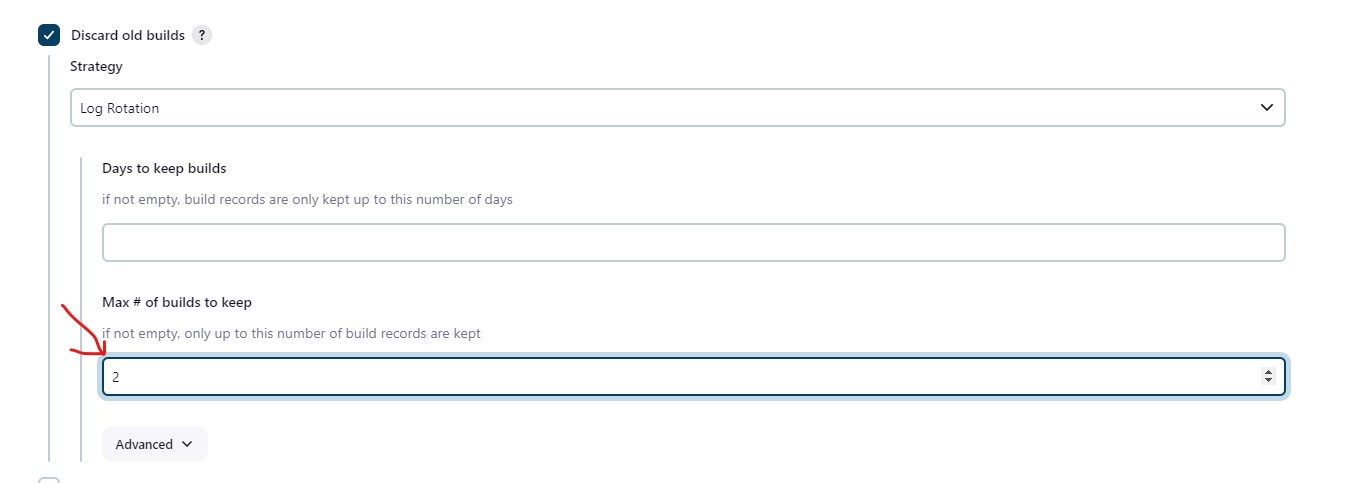 Discard old builds ?
Strategy
Log Rotation
Days to keep builds
if not empty, build records are only kept up to this number of days
Max # of builds to keep
if not empty, only up to this number of build records are kept
2
Advanced